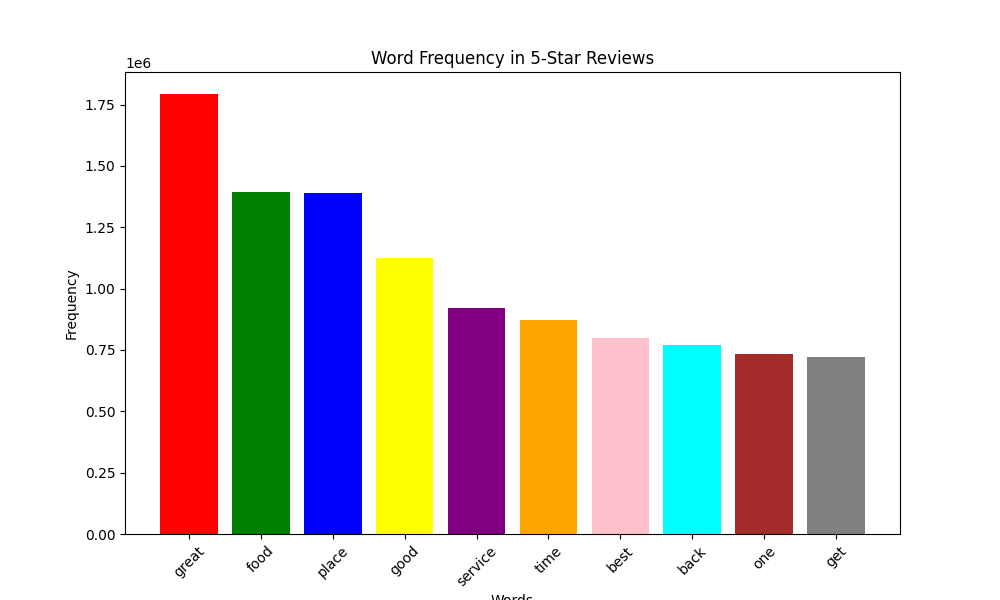 Word Frequency in 5-Star Reviews
1e6
1.75
1.50
1.25
1.00
0.75
0.50
0.25
0.00
Frequency
great
food
place
good
service
time
best
back
one
get
Words